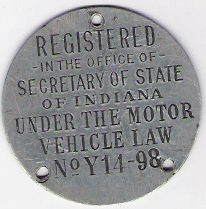 REGISTERED
-IN THE OFFICE OF-
SECRETARY OF STATE
OF INDIANA
UNDER THE MOTOR
VEHICLE LAW
No Y14-98